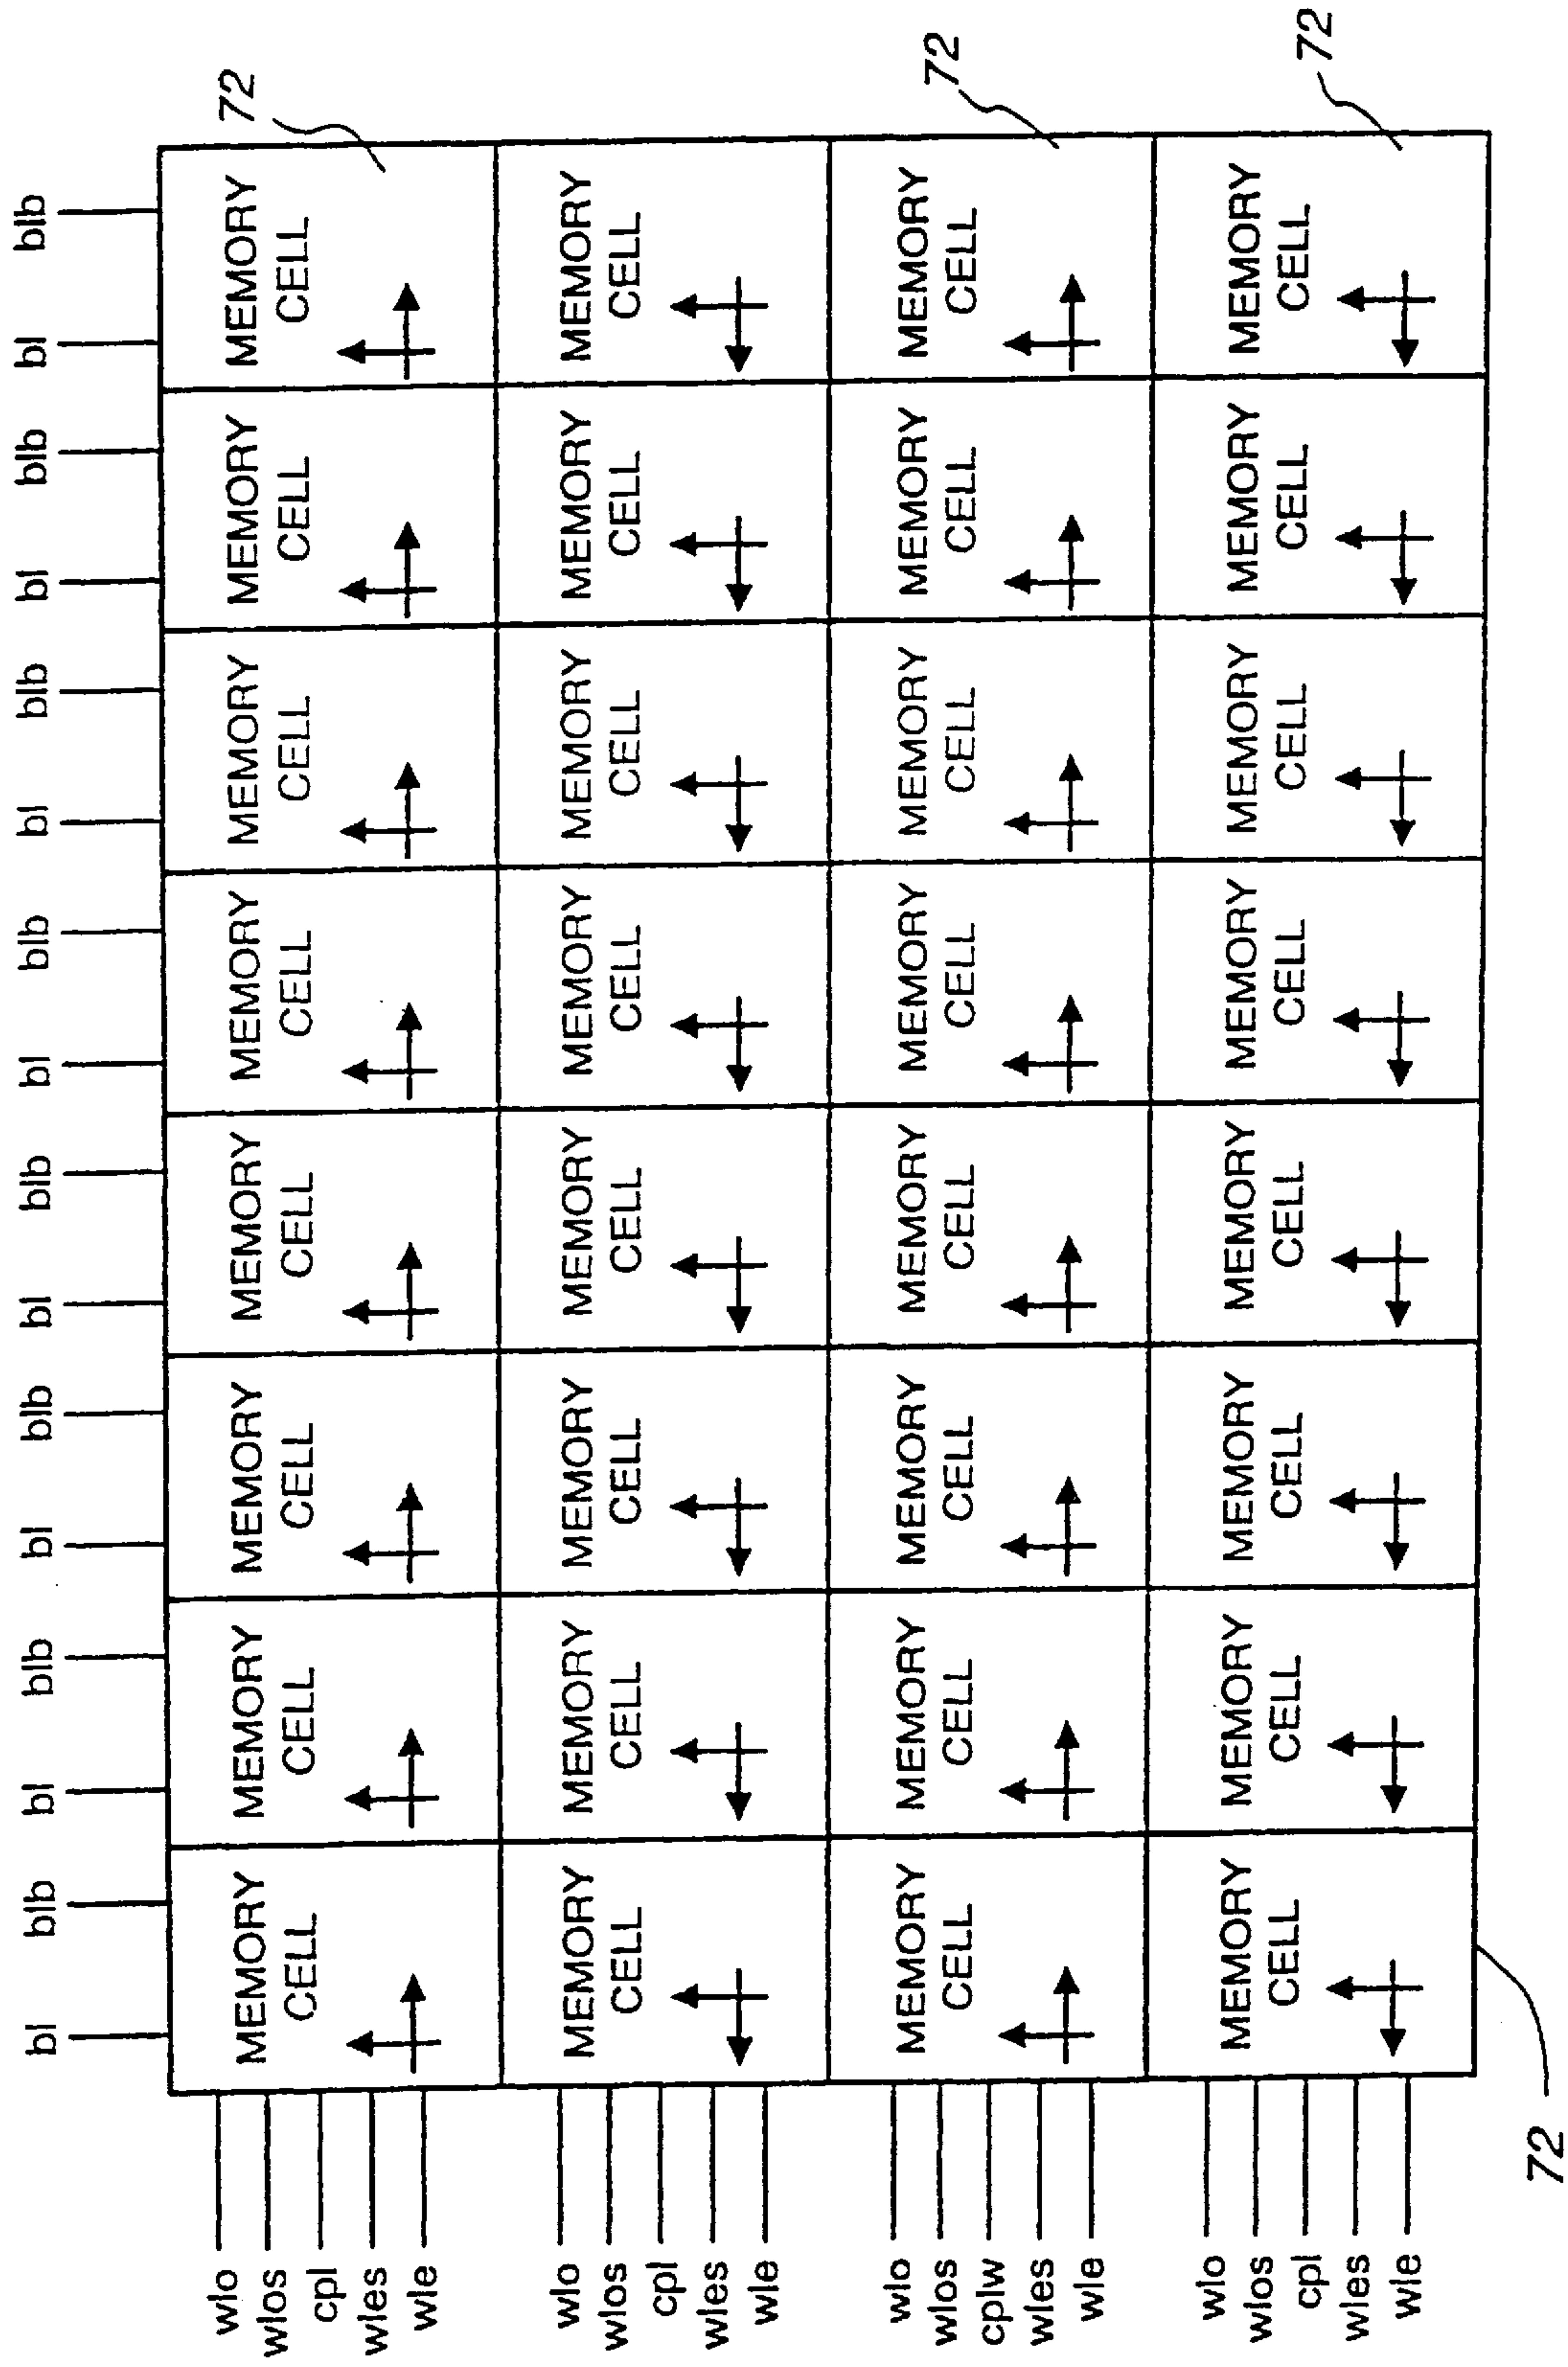 bl blb bl blb bl blb bl blb bl blb bl blb bl blb bl blb
72
wlo
MEMORY MEMORY MEMORY MEMORY MEMORY MEMORY MEMORY MEMORY
wlos
CELL CELL CELL CELL CELL CELL CELL CELL
cpl
wles
wle
wlo
MEMORY MEMORY MEMORY MEMORY MEMORY MEMORY MEMORY MEMORY
wlos
CELL CELL CELL CELL CELL CELL CELL CELL
cpl
wles
wle
72
wlo
MEMORY MEMORY MEMORY MEMORY MEMORY MEMORY MEMORY MEMORY
wlos
CELL CELL CELL CELL CELL CELL CELL CELL
cplw
wles
wle
72
wlo
MEMORY MEMORY MEMORY MEMORY MEMORY MEMORY MEMORY MEMORY
wlos
CELL CELL CELL CELL CELL CELL CELL CELL
cpl
wles
wle
72